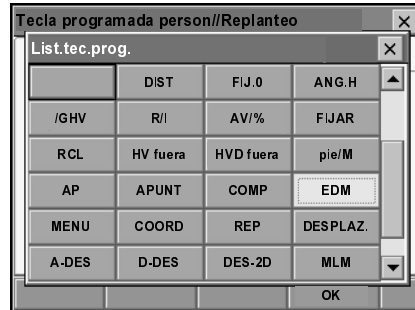 Tecla programada person//Replanteo
List.tec.prog.
DIST FIJ.0 ANG.H
/GHV R/I AV/% FIJAR
RCL HV fuera HVD fuera pie/M
AP APUNT COMP EDM
MENU COORD REP DESPLAZ.
A-DES D-DES DES-2D MLM
OK